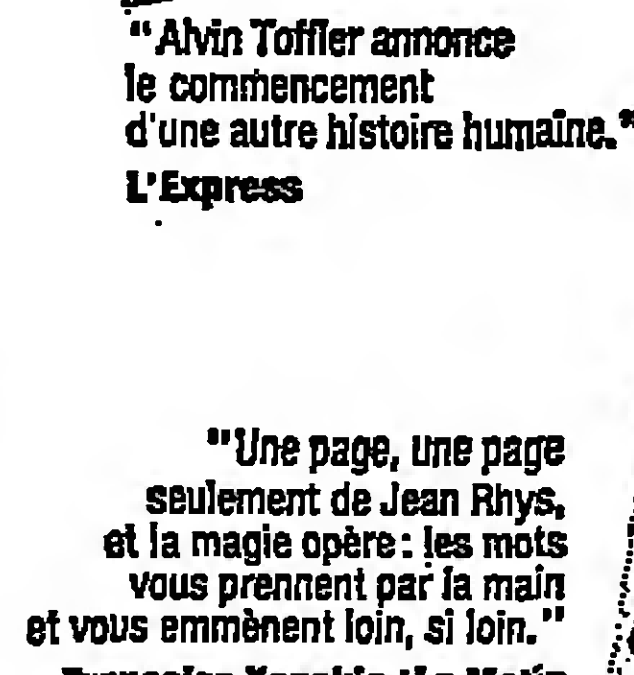 "Alvin Toffler annonce
le commencement
d'une autre histoire humaine."
L'Express
"Une page, une page
seulement de Jean Rhys,
et la magie opère : les mots
vous prennent par la main
et vous emmènent loin, si loin."